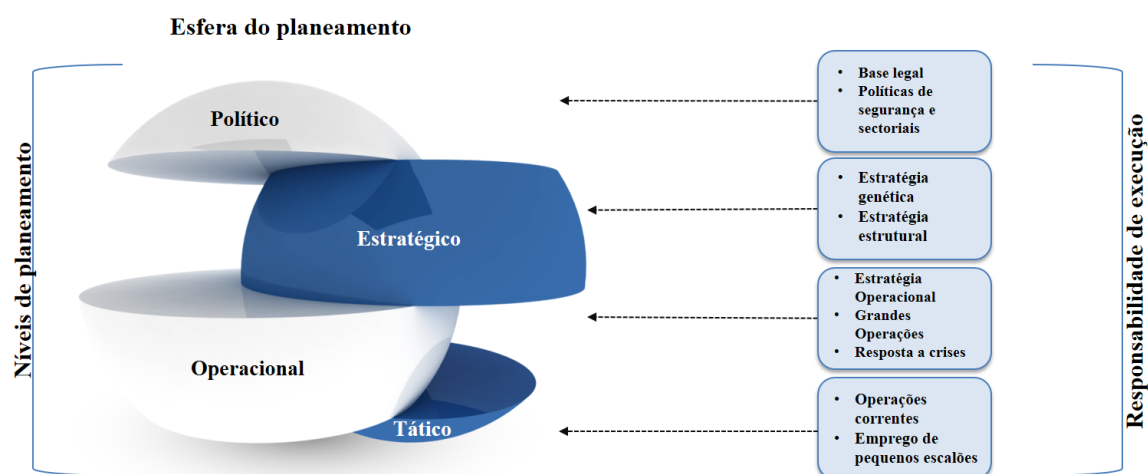 Esfera do planeamento
Níveis de planeamento
Político
Estratégico
Operacional
Tático
• Base legal
• Políticas de
segurança e
sectoriais
• Estratégia
genética
• Estratégia
estrutural
• Estratégia
Operacional
• Grandes
Operações
• Resposta a crises
• Operações
correntes
• Emprego de
pequenos escalões
Responsabilidade de execução